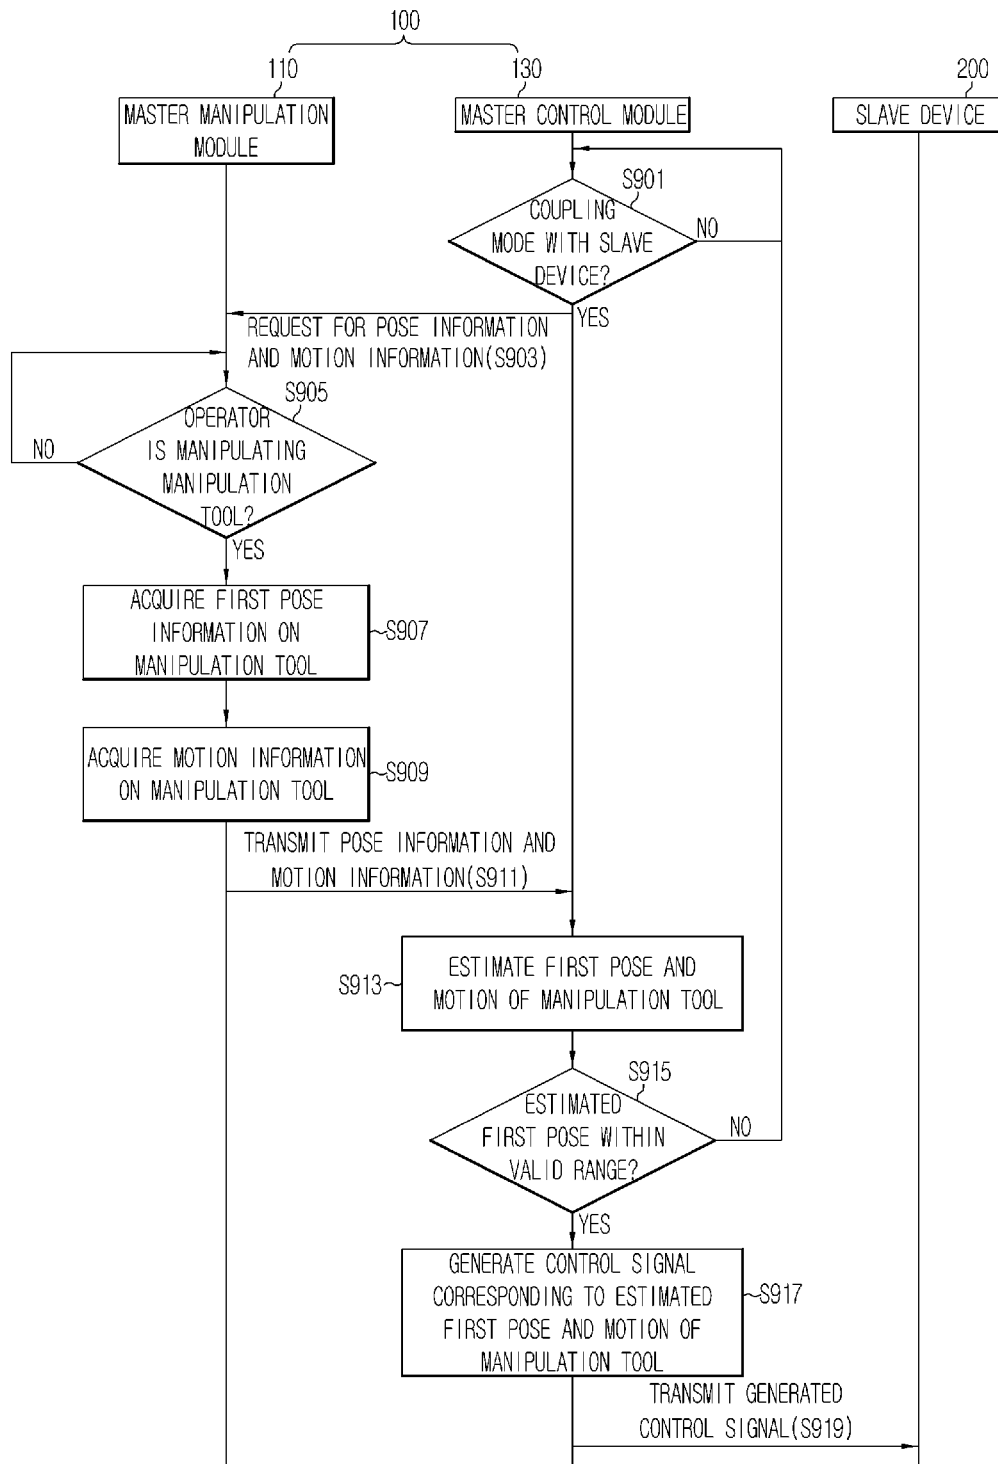 100
110
130
200
MASTER MANIPULATION
MODULE
MASTER CONTROL MODULE
SLAVE DEVICE
S901
COUPLING
MODE WITH SLAVE
DEVICE?
NO
YES
REQUEST FOR POSE INFORMATION
AND MOTION INFORMATION(S903)
S905
OPERATOR
IS MANIPULATING
MANIPULATION
TOOL?
NO
YES
ACQUIRE FIRST POSE
INFORMATION ON
MANIPULATION TOOL
S907
ACQUIRE MOTION INFORMATION
ON MANIPULATION TOOL
S909
TRANSMIT POSE INFORMATION AND
MOTION INFORMATION(S911)
S913
ESTIMATE FIRST POSE AND
MOTION OF MANIPULATION TOOL
S915
ESTIMATED
FIRST POSE WITHIN
VALID RANGE?
NO
YES
GENERATE CONTROL SIGNAL
CORRESPONDING TO ESTIMATED
FIRST POSE AND MOTION OF
MANIPULATION TOOL
S917
TRANSMIT GENERATED
CONTROL SIGNAL(S919)